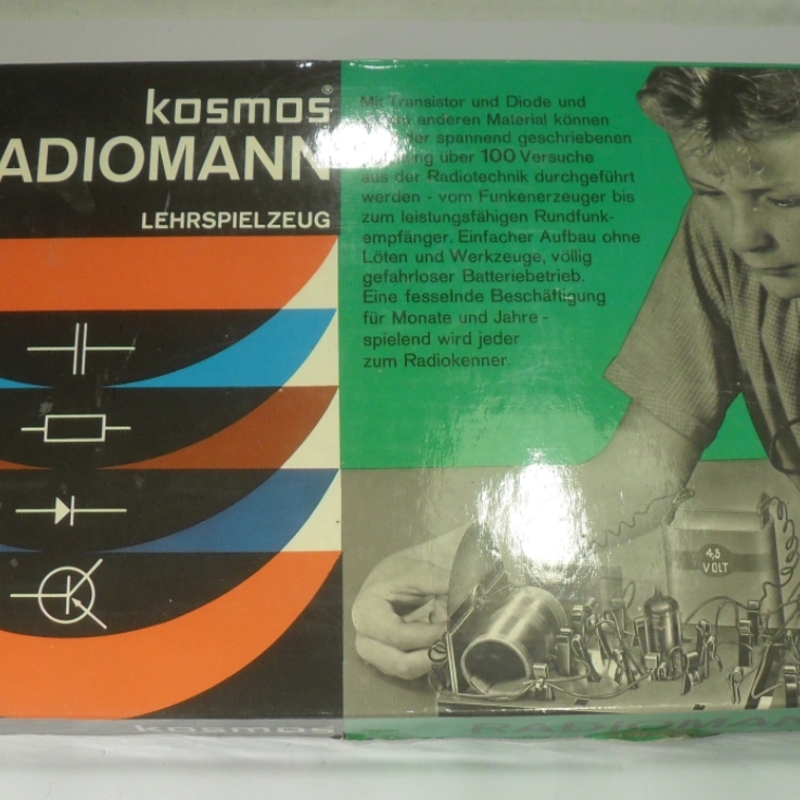 kosmos®
ADIOMANN
LEHRSPIELZEUG
Mit Transistor und Diode und
anderen Material können
der spannend geschriebenen
über 100 Versuche
aus der Radiotechnik durchgeführt
werden - vom Funkenerzeuger bis
zum leistungsfähigen Rundfunk-
empfänger. Einfacher Aufbau ohne
Löten und Werkzeuge, völlig
gefahrloser Batteriebetrieb.
Eine fesselnde Beschäftigung
für Monate und Jahre -
spielend wird jeder
zum Radiokenner.
4,5
VOLT
kosmos
RADIOMAN